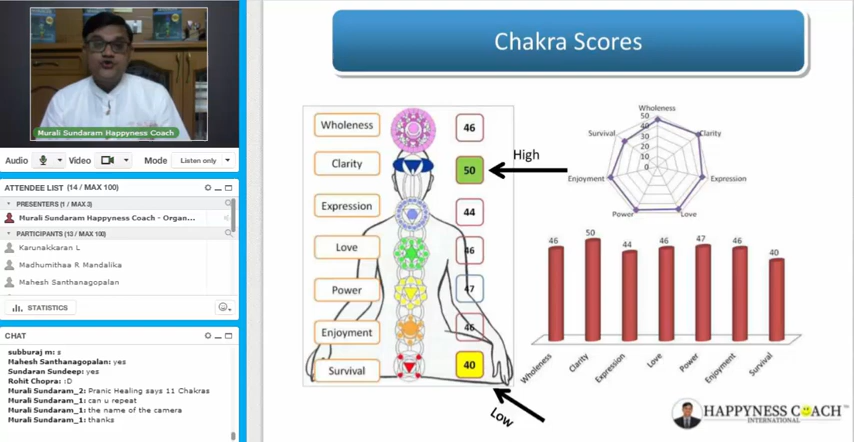 Murali Sundaram Happyness Coach
Audio Video Mode Listen only
ATTENDEE LIST (14 / MAX 100)
PRESENTERS (1 / MAX 3)
Murali Sundaram Happyness Coach - Organ...
PARTICIPANTS (13 / MAX 100)
Karunakkaran L
Madhumithaa R Mandalika
Mahesh Santhanagopalan
STATISTICS
CHAT
subburaj m: s
Mahesh Santhanagopalan: yes
Sundaran Sundeep: yes
Rohit Chopra: :D
Murali Sundaram_2: Pranic Healing says 11 Chakras
Murali Sundaram_1: can u repeat
Murali Sundaram_1: the name of the camera
Murali Sundaram_1: thanks
Chakra Scores
Wholeness 46
Clarity 50
High
Expression 44
Love 46
Power 47
Enjoyment 46
Survival 40
Low
Wholeness
Clarity
Expression
Love
Power
Enjoyment
Survival
50
40
30
20
10
0
46 50 44 46 47 46 40
Wholeness Clarity Expression Love Power Enjoyment Survival
HAPPYNESS COACH™
INTERNATIONAL